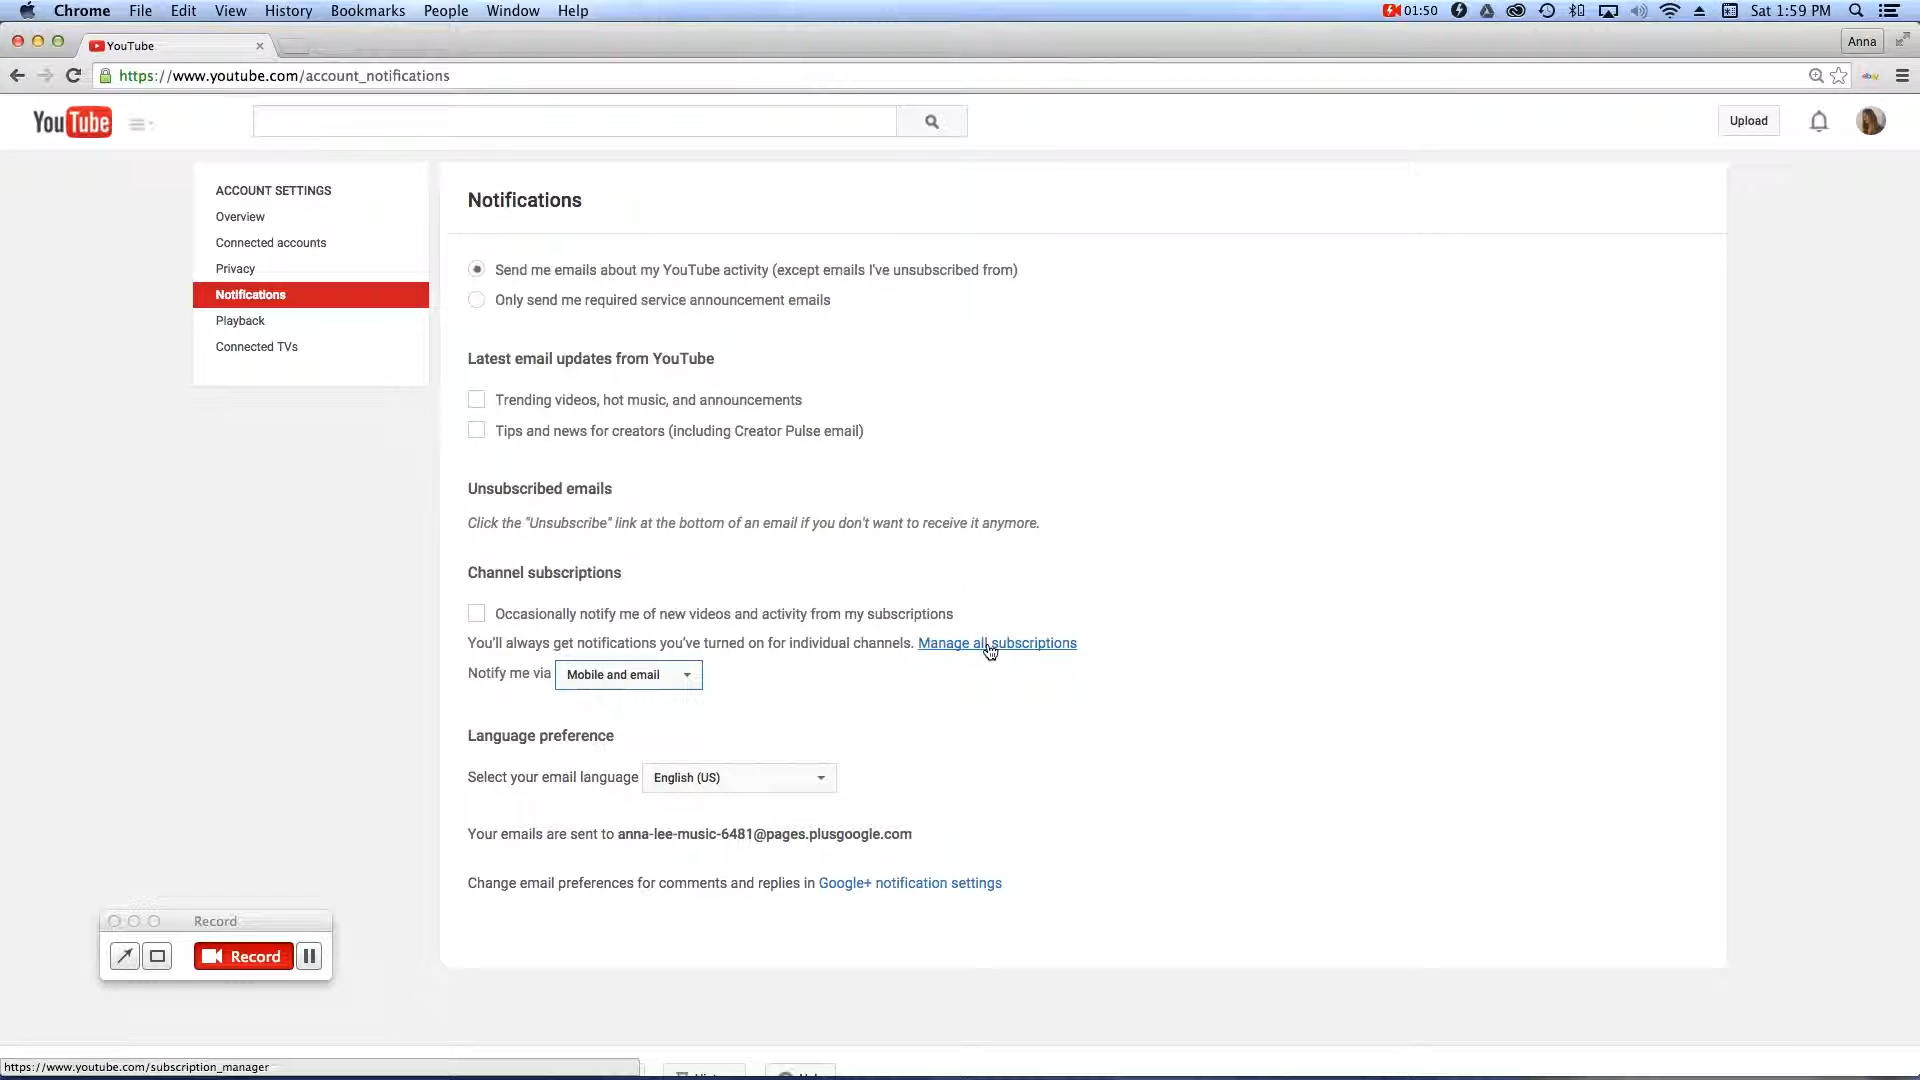 Chrome File Edit View History Bookmarks People Window Help 01:50 Sat 1:59 PM
YouTube Anna
https://www.youtube.com/account_notifications
YouTube Upload
ACCOUNT SETTINGS
Overview
Connected accounts
Privacy
Notifications
Playback
Connected TVs
Notifications
Send me emails about my YouTube activity (except emails I've unsubscribed from)
Only send me required service announcement emails
Latest email updates from YouTube
Trending videos, hot music, and announcements
Tips and news for creators (including Creator Pulse email)
Unsubscribed emails
Click the "Unsubscribe" link at the bottom of an email if you don't want to receive it anymore.
Channel subscriptions
Occasionally notify me of new videos and activity from my subscriptions
You'll always get notifications you've turned on for individual channels. Manage all subscriptions
Notify me via Mobile and email
Language preference
Select your email language English (US)
Your emails are sent to anna-lee-music-6481@pages.plusgoogle.com
Change email preferences for comments and replies in Google+ notification settings
Record
Record
https://www.youtube.com/subscription_manager